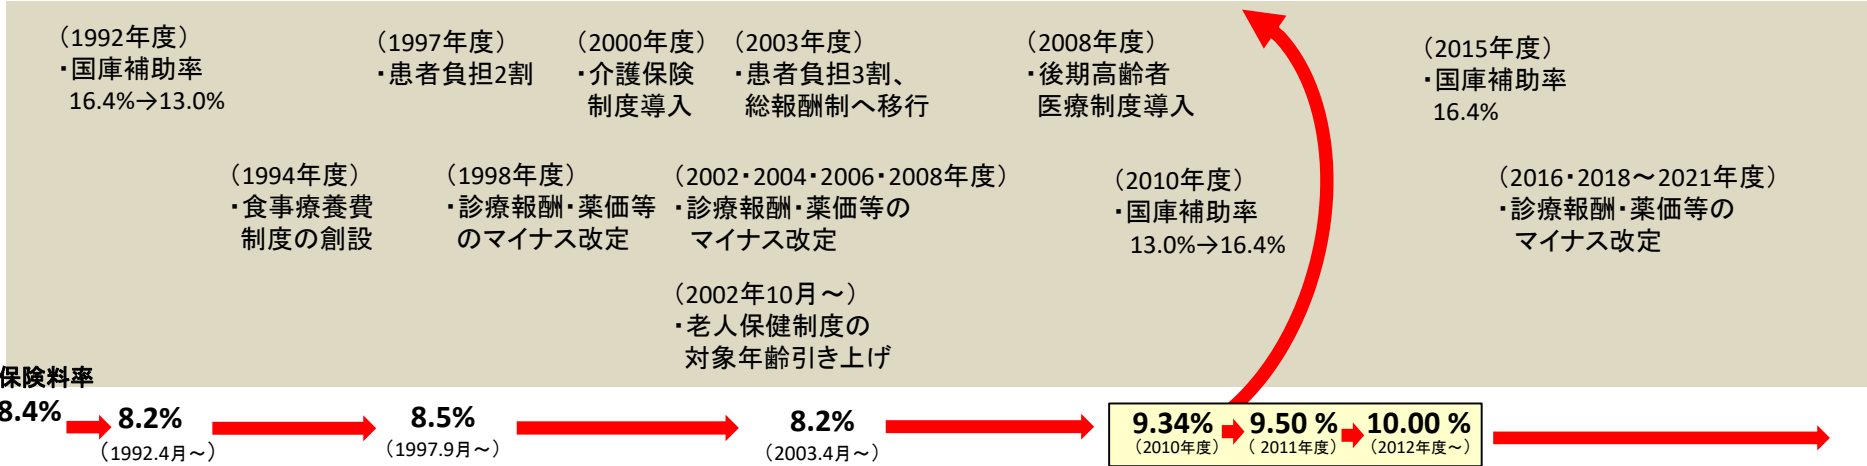 （1992年度）
・国庫補助率
16.4%→13.0%
（1997年度）
・患者負担2割
（2000年度）
・介護保険
制度導入
（2003年度）
・患者負担3割、
総報酬制へ移行
（2008年度）
・後期高齢者
医療制度導入
（2015年度）
・国庫補助率
16.4%
（1994年度）
・食事療養費
制度の創設
（1998年度）
・診療報酬・薬価等
のマイナス改定
（2002・2004・2006・2008年度）
・診療報酬・薬価等の
マイナス改定
（2010年度）
・国庫補助率
13.0%→16.4%
（2016・2018～2021年度）
・診療報酬・薬価等の
マイナス改定
（2002年10月～）
・老人保健制度の
対象年齢引き上げ
保険料率
8.4%
8.2%
（1992.4月～）
8.5%
（1997.9月～）
8.2%
（2003.4月～）
9.34%
（2010年度）
9.50 %
（ 2011年度）
10.00 %
（2012年度～）